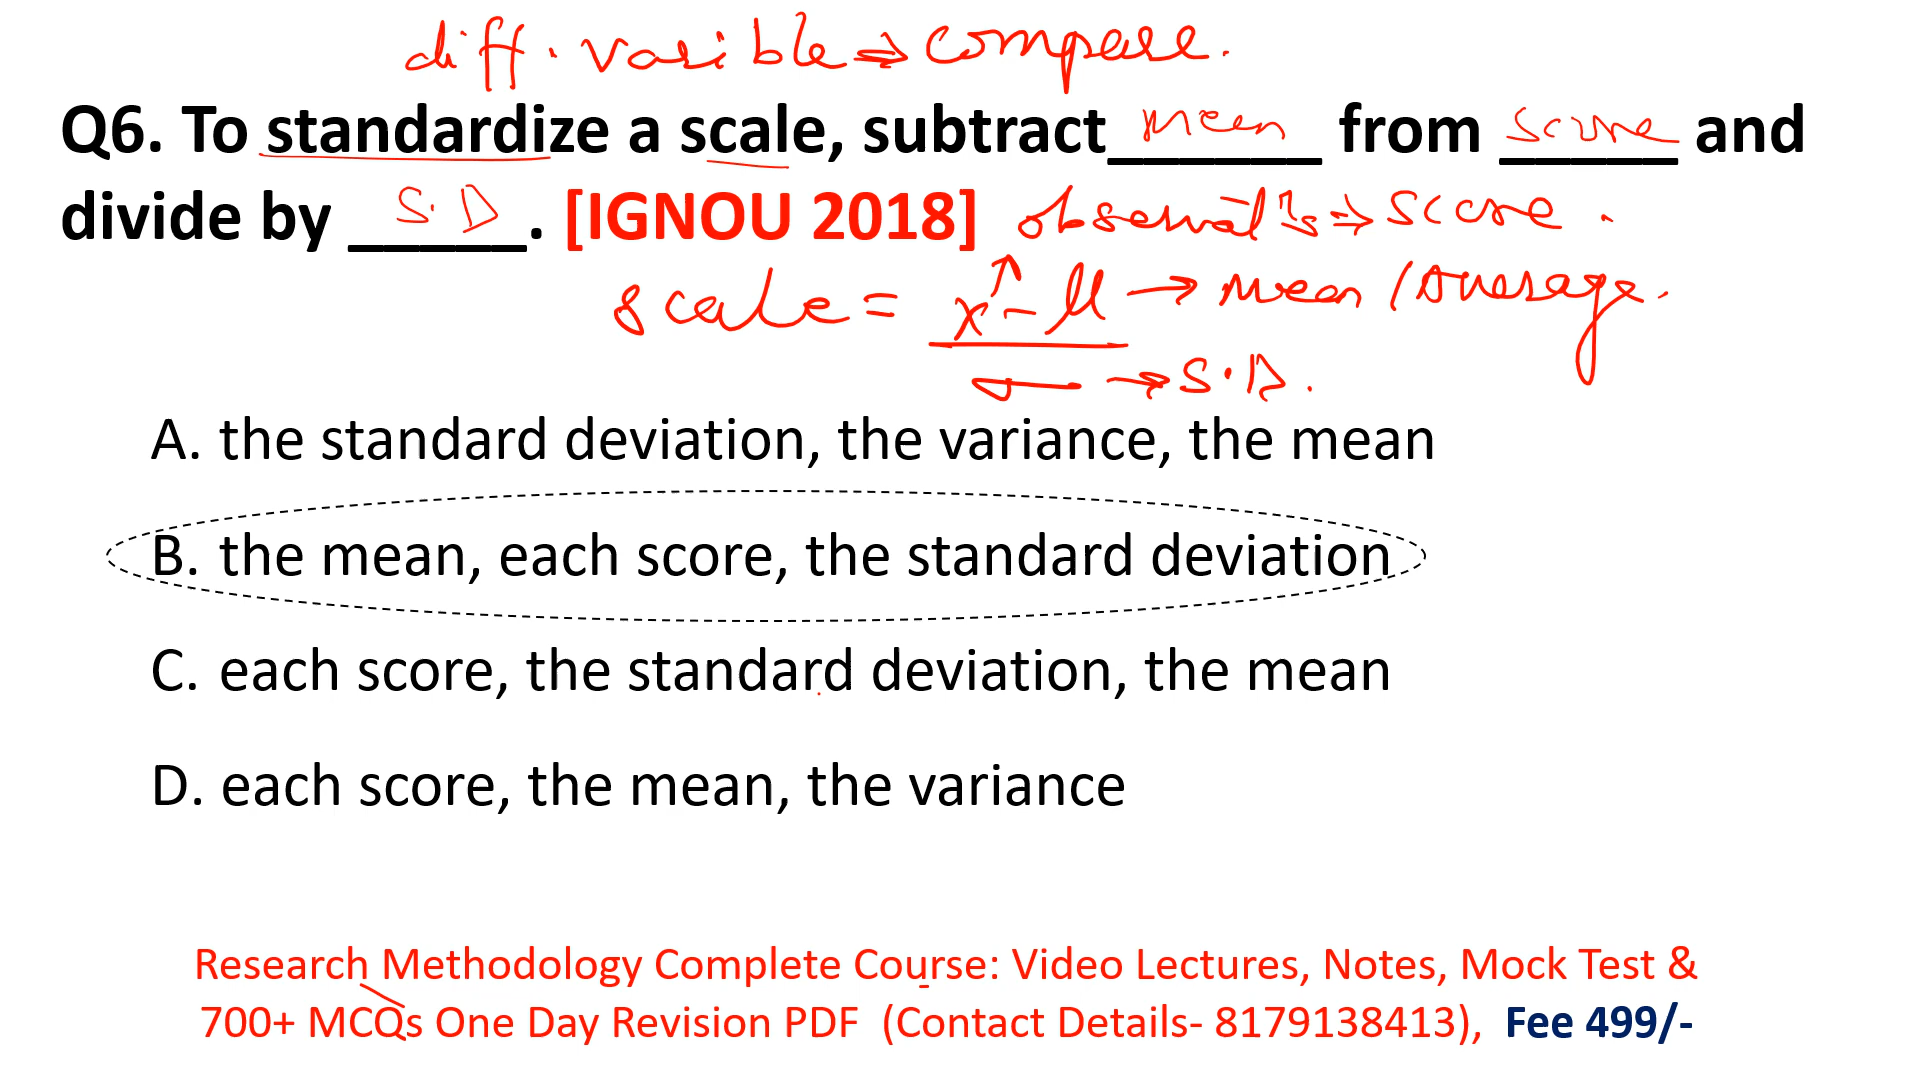 diff. varible ⇒ compare.
Q6. To standardize a scale, subtract mean from score and
divide by S.D. [IGNOU 2018] ⇒ score.
scale = x - μ → mean / Average.
→ S.D.
A. the standard deviation, the variance, the mean
B. the mean, each score, the standard deviation
C. each score, the standard deviation, the mean
D. each score, the mean, the variance
Research Methodology Complete Course: Video Lectures, Notes, Mock Test &
700+ MCQs One Day Revision PDF (Contact Details- 8179138413), Fee 499/-